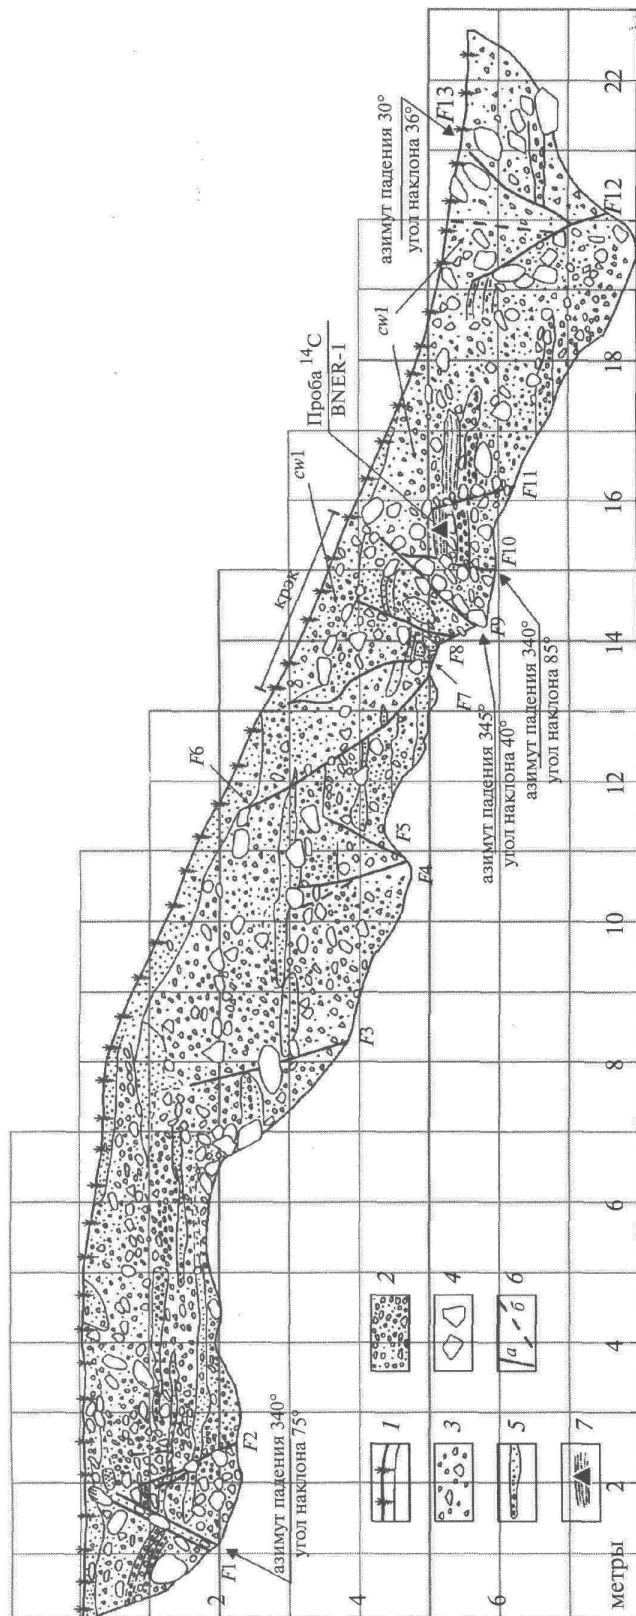 азимут падения 30°
угол наклона 36°
F13
F12
cw1
Проба ¹⁴C
BNER-1
cw1
крэк
F11
F10
F9
F8
F7
азимут падения 340°
угол наклона 85°
азимут падения 345°
угол наклона 40°
F6
F5
F4
F3
F2
F1
азимут падения 340°
угол наклона 75°
2
4
6
метры
2
4
6
8
10
12
14
16
18
22
1
2
3
4
5
6
а
б
7